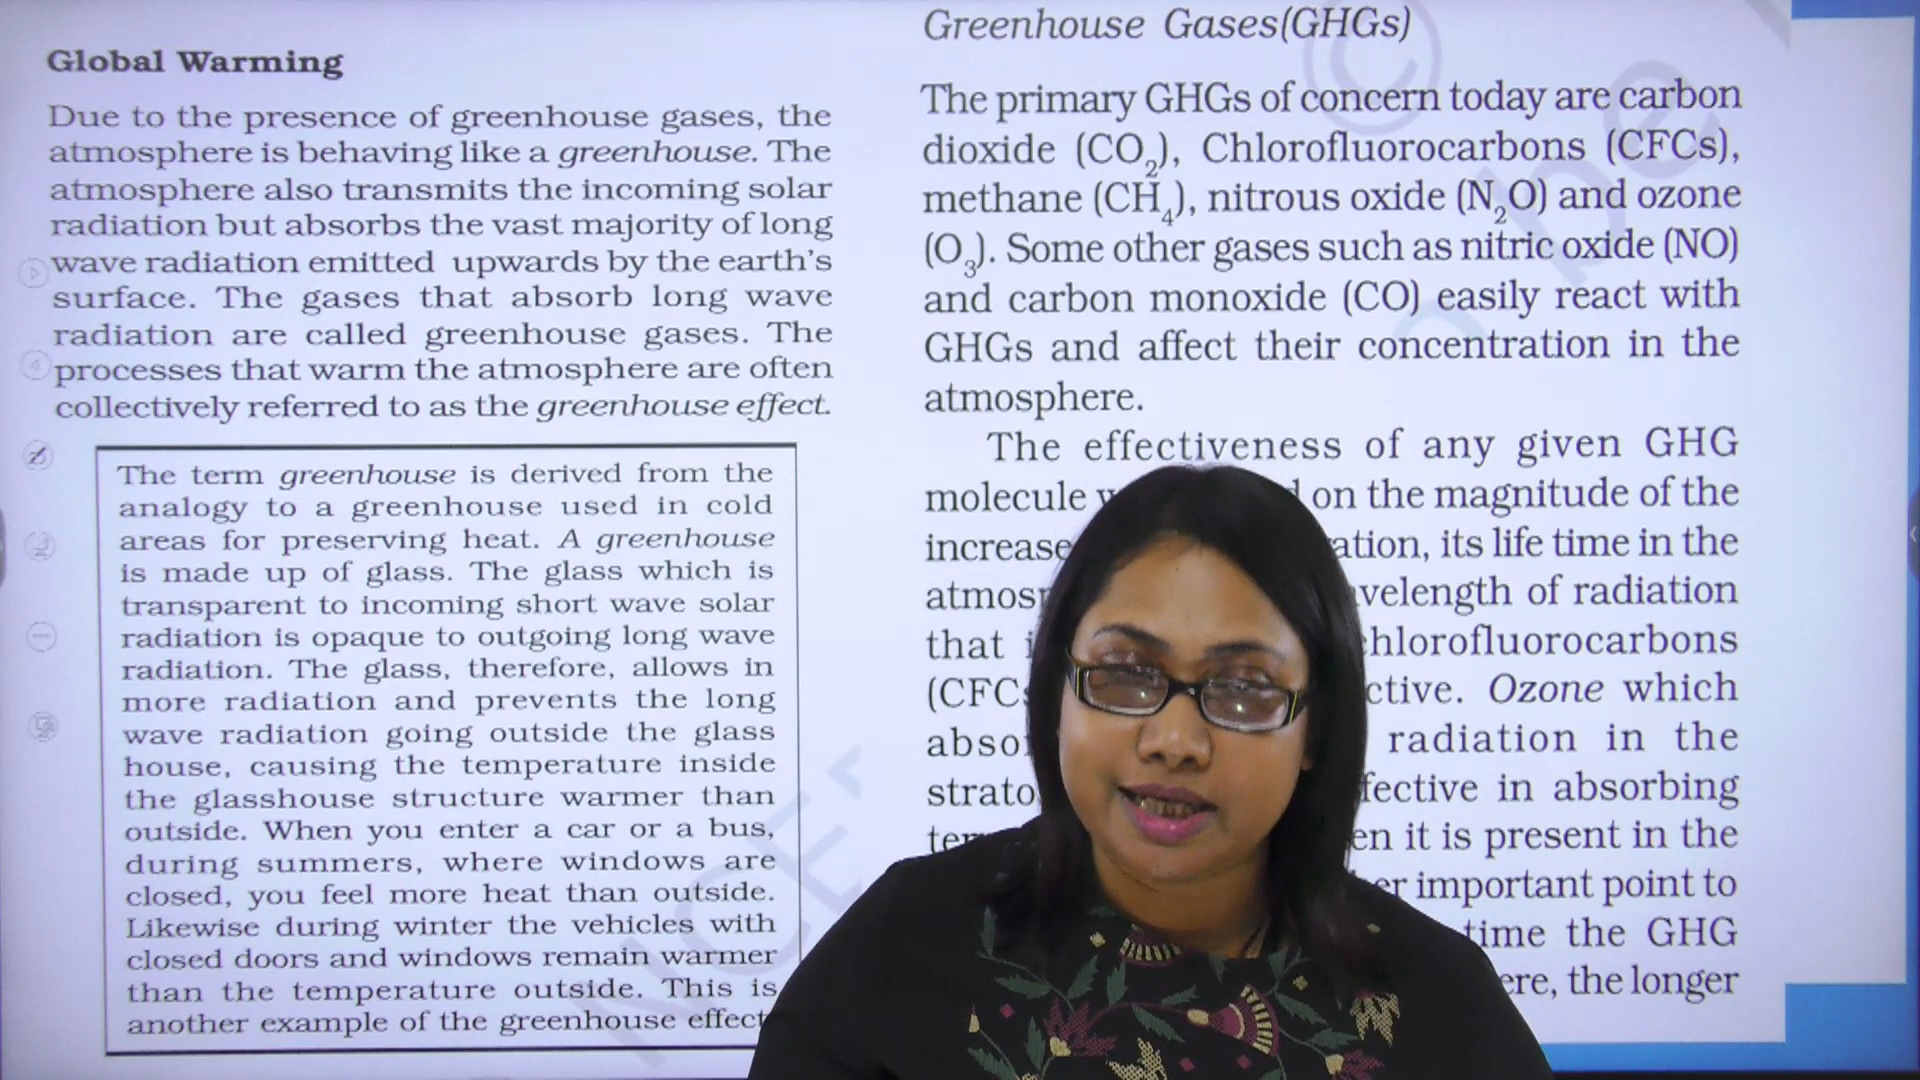 Global Warming
Due to the presence of greenhouse gases, the
atmosphere is behaving like a greenhouse. The
atmosphere also transmits the incoming solar
radiation but absorbs the vast majority of long
wave radiation emitted upwards by the earth's
surface. The gases that absorb long wave
radiation are called greenhouse gases. The
processes that warm the atmosphere are often
collectively referred to as the greenhouse effect.
The term greenhouse is derived from the
analogy to a greenhouse used in cold
areas for preserving heat. A greenhouse
is made up of glass. The glass which is
transparent to incoming short wave solar
radiation is opaque to outgoing long wave
radiation. The glass, therefore, allows in
more radiation and prevents the long
wave radiation going outside the glass
house, causing the temperature inside
the glasshouse structure warmer than
outside. When you enter a car or a bus,
during summers, where windows are
closed, you feel more heat than outside.
Likewise during winter the vehicles with
closed doors and windows remain warmer
than the temperature outside. This is
another example of the greenhouse effect
Greenhouse Gases(GHGs)
The primary GHGs of concern today are carbon
dioxide (CO₂), Chlorofluorocarbons (CFCs),
methane (CH₄), nitrous oxide (N₂O) and ozone
(O₃). Some other gases such as nitric oxide (NO)
and carbon monoxide (CO) easily react with
GHGs and affect their concentration in the
atmosphere.
The effectiveness of any given GHG
molecule on the magnitude of the
increase its life time in the
of radiation
that chlorofluorocarbons
(CFCs Ozone which
radiation in the
in absorbing
it is present in the
important point to
time the GHG
the longer